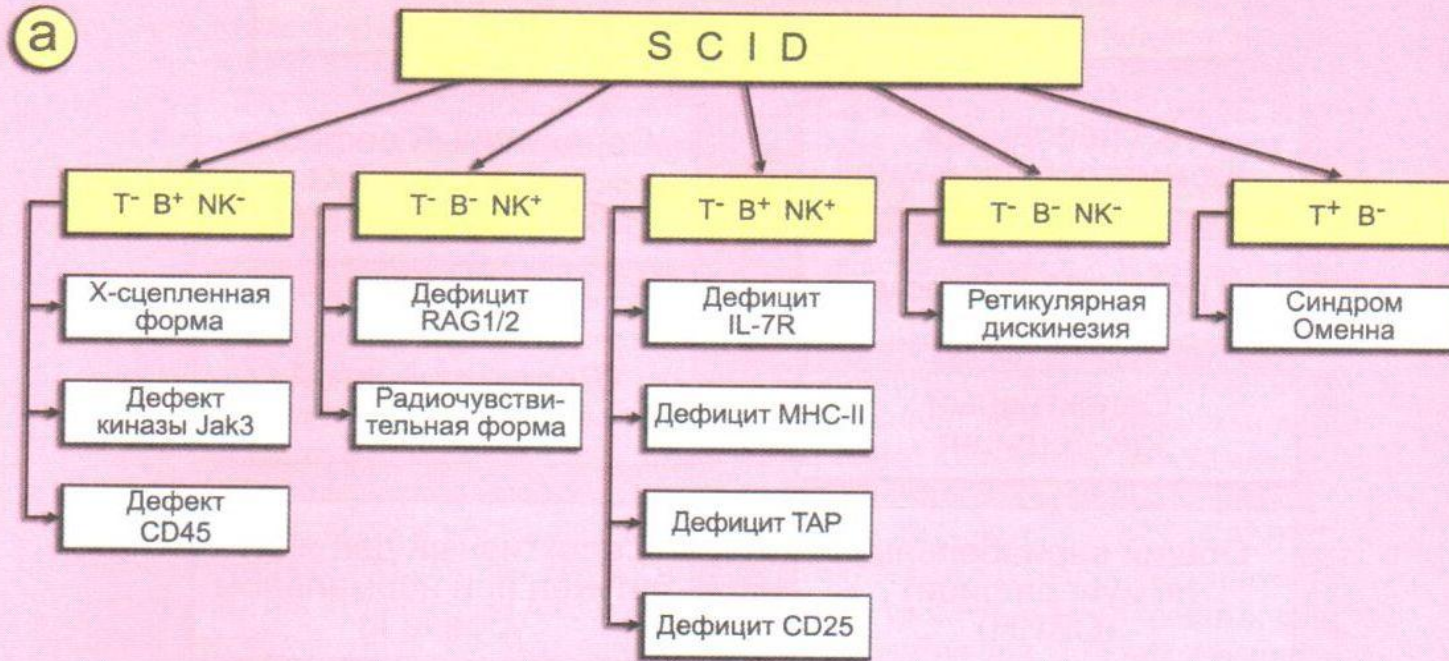 a
S C I D
T⁻ B⁺ NK⁻
Х-сцепленная
форма
Дефект
киназы Jak3
Дефект
CD45
T⁻ B⁻ NK⁺
Дефицит
RAG1/2
Радиочувстви-
тельная форма
T⁻ B⁺ NK⁺
Дефицит
IL-7R
Дефицит MHC-II
Дефицит TAP
Дефицит CD25
T⁻ B⁻ NK⁻
Ретикулярная
дискинезия
T⁺ B⁻
Синдром
Оменна